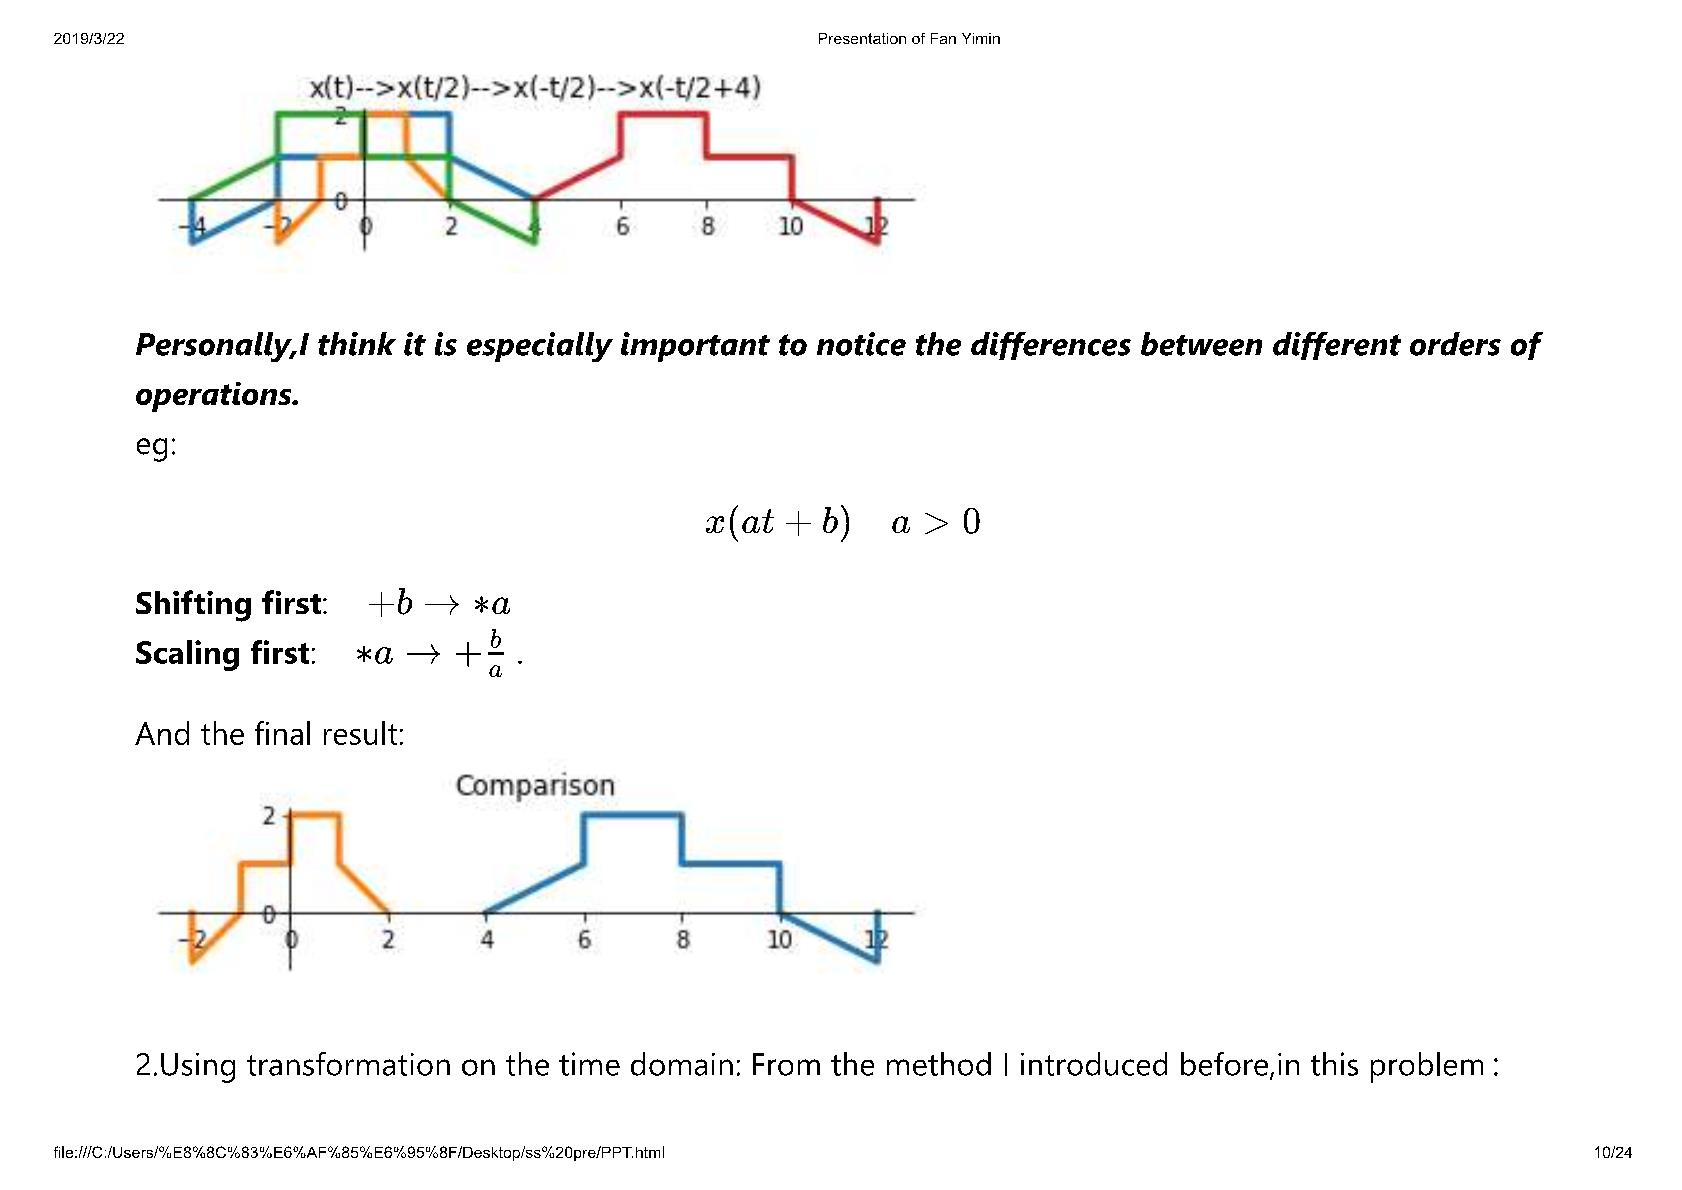 2019/3/22 Presentation of Fan Yimin
x(t)-->x(t/2)-->x(-t/2)-->x(-t/2+4)
2
0
−4 −2 0 2 4 6 8 10 12
Personally,I think it is especially important to notice the differences between different orders of
operations.
eg:
x(at + b) a > 0
Shifting first: +b → *a
Scaling first: *a → + b/a .
And the final result:
Comparison
2
0
−2 0 2 4 6 8 10 12
2.Using transformation on the time domain: From the method I introduced before,in this problem：
file:///C:/Users/%E8%8C%83%E6%AF%85%E6%95%8F/Desktop/ss%20pre/PPT.html 10/24